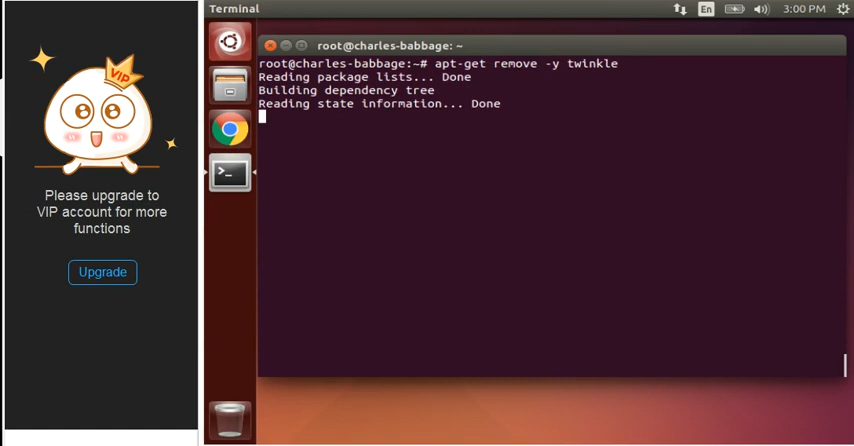 VIP
Please upgrade to
VIP account for more
functions
Upgrade
Terminal
En
3:00 PM
root@charles-babbage: ~
root@charles-babbage:~# apt-get remove -y twinkle
Reading package lists... Done
Building dependency tree
Reading state information... Done
>_